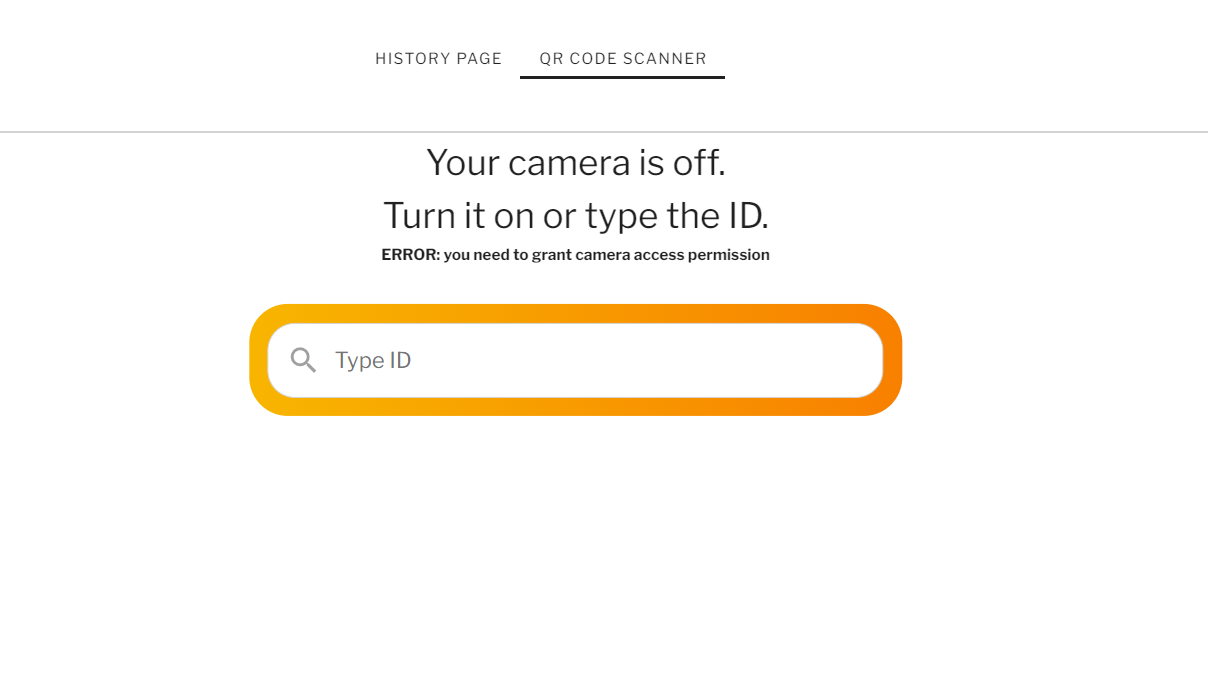 HISTORY PAGE QR CODE SCANNER
Your camera is off.
Turn it on or type the ID.
ERROR: you need to grant camera access permission
Type ID